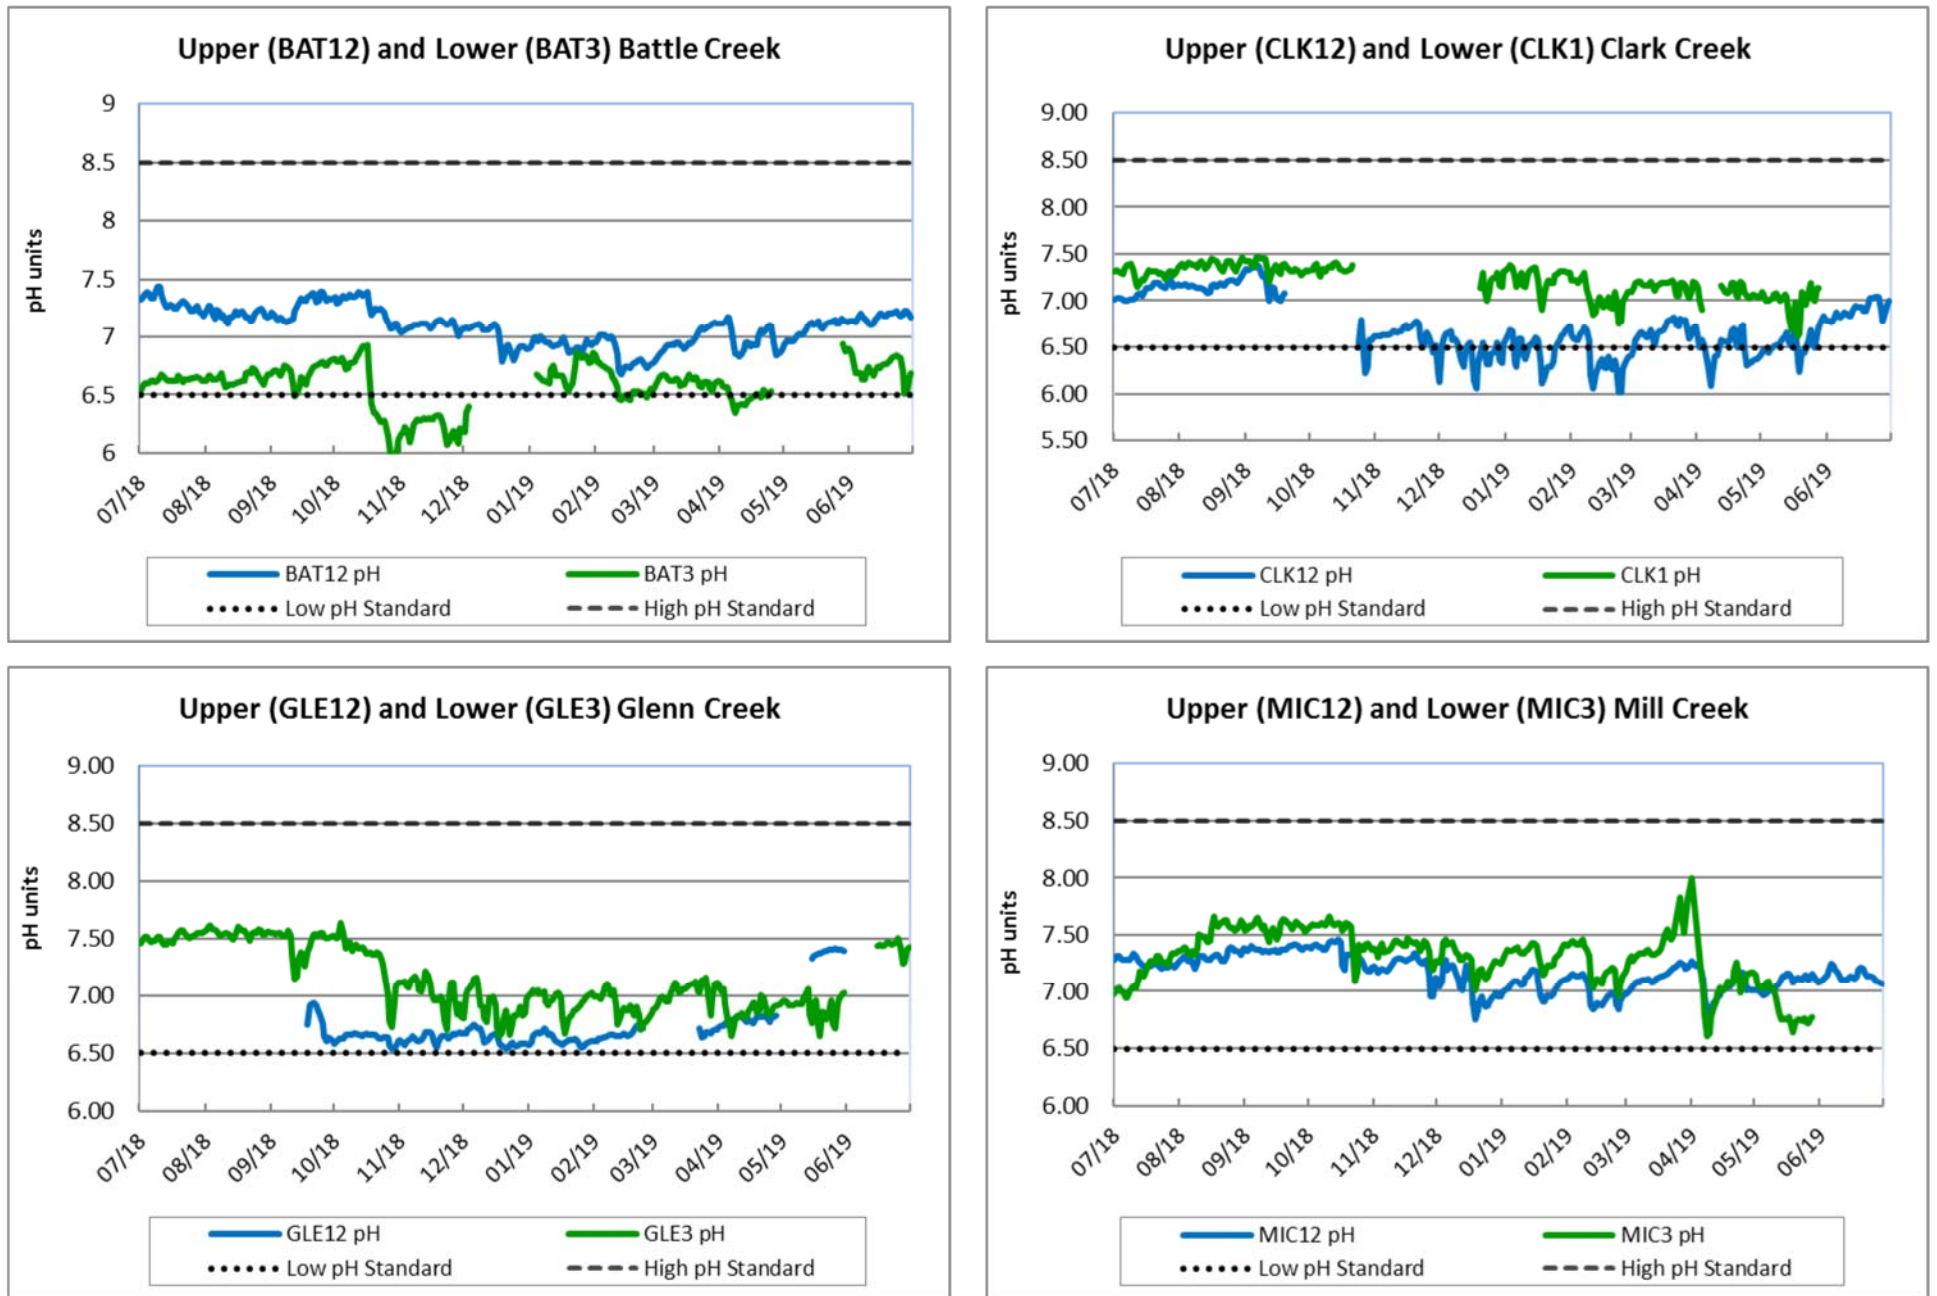 Upper (BAT12) and Lower (BAT3) Battle Creek
9
8.5
8
7.5
7
6.5
6
pH units
07/18 08/18 09/18 10/18 11/18 12/18 01/19 02/19 03/19 04/19 05/19 06/19
BAT12 pH BAT3 pH
Low pH Standard High pH Standard
Upper (CLK12) and Lower (CLK1) Clark Creek
9.00
8.50
8.00
7.50
7.00
6.50
6.00
5.50
pH units
07/18 08/18 09/18 10/18 11/18 12/18 01/19 02/19 03/19 04/19 05/19 06/19
CLK12 pH CLK1 pH
Low pH Standard High pH Standard
Upper (GLE12) and Lower (GLE3) Glenn Creek
9.00
8.50
8.00
7.50
7.00
6.50
6.00
pH units
07/18 08/18 09/18 10/18 11/18 12/18 01/19 02/19 03/19 04/19 05/19 06/19
GLE12 pH GLE3 pH
Low pH Standard High pH Standard
Upper (MIC12) and Lower (MIC3) Mill Creek
9.00
8.50
8.00
7.50
7.00
6.50
6.00
pH units
07/18 08/18 09/18 10/18 11/18 12/18 01/19 02/19 03/19 04/19 05/19 06/19
MIC12 pH MIC3 pH
Low pH Standard High pH Standard